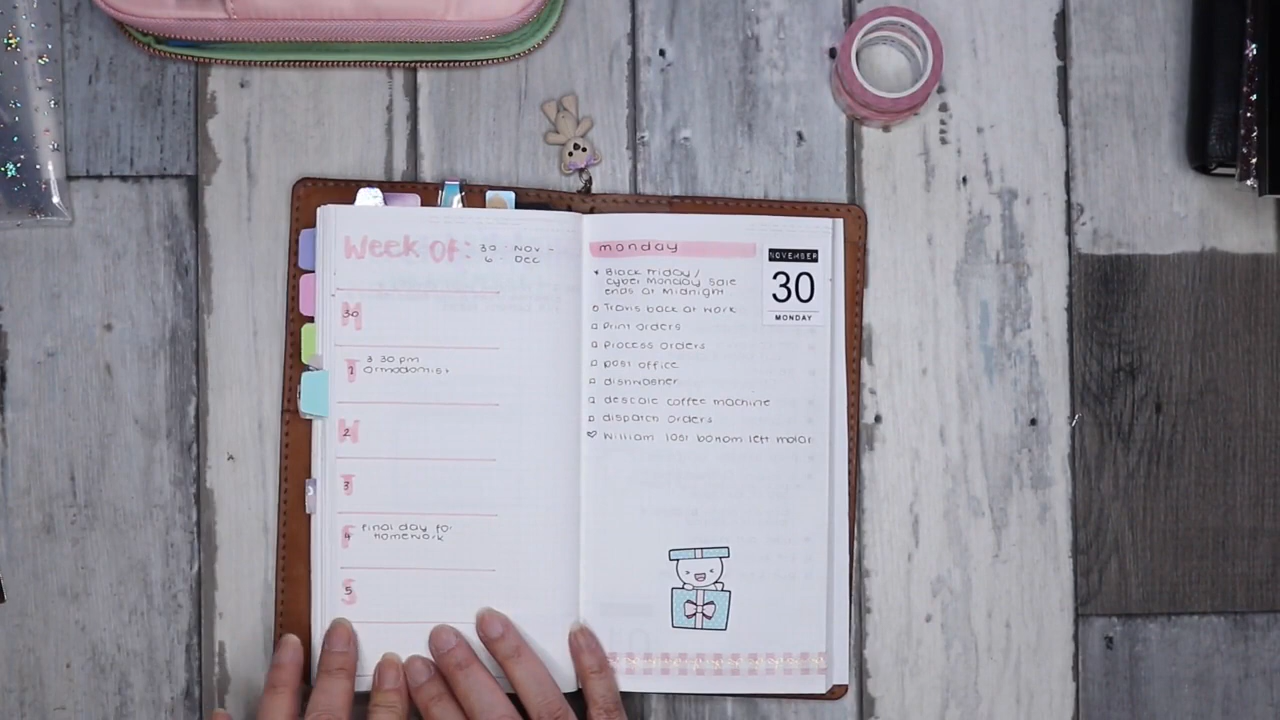 Week Of: 30 · NOV -
6 · Dec
M
30
T
1
3:30 pm
Orthodontist
W
2
T
3
F
4
Final day for
Homework
S
5
monday
NOVEMBER
30
MONDAY
Black Friday /
cyber Monday Sale
ends at Midnight
Travis back at work
Print orders
Process orders
post office
dishwasher
descale coffee machine
dispatch orders
William lost bottom left molar